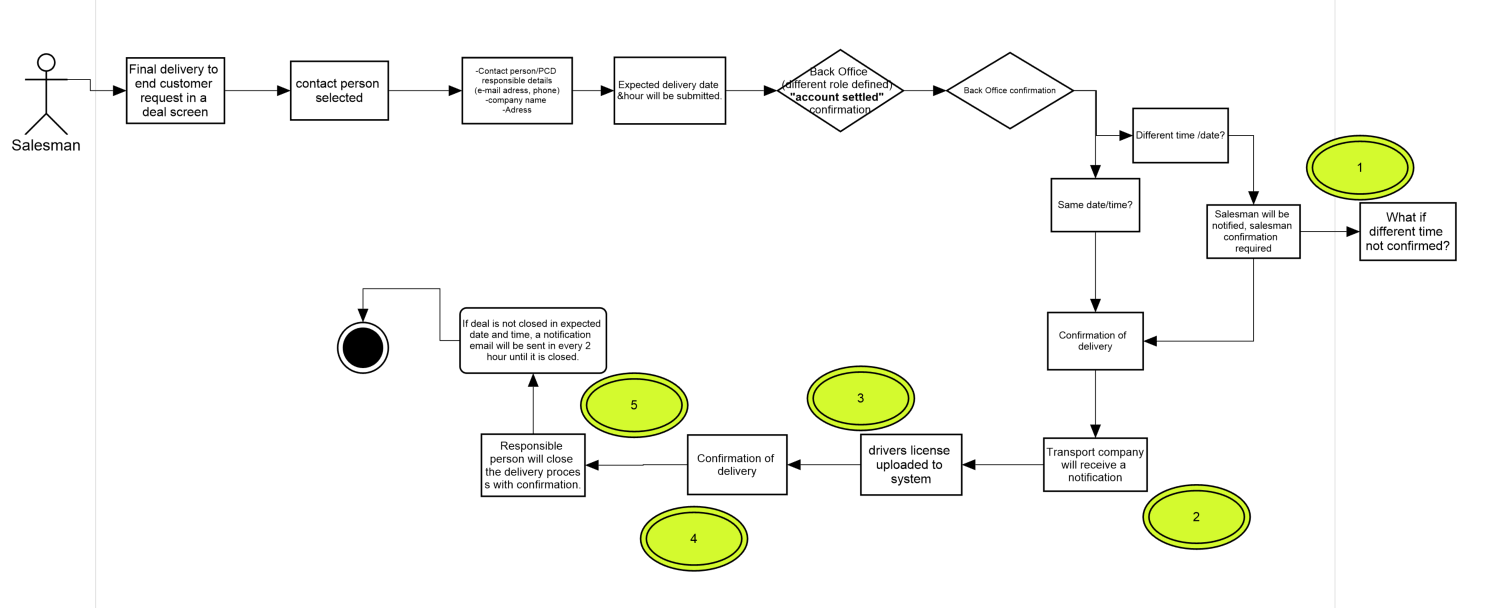 Salesman
Final delivery to
end customer
request in a
deal screen
contact person
selected
-Contact person/PCD
responsible details
(e-mail adress, phone)
-company name
-Adress
Expected delivery date
&hour will be submitted.
Back Office
(different role defined)
"account settled"
confirmation
Back Office confirmation
Different time /date?
Same date/time?
1
Salesman will be
notified, salesman
confirmation
required
What if
different time
not confirmed?
Confirmation of
delivery
Transport company
will receive a
notification
2
drivers license
uploaded to
system
3
Confirmation of
delivery
4
Responsible
person will close
the delivery proces
s with confirmation.
5
If deal is not closed in expected
date and time, a notification
email will be sent in every 2
hour until it is closed.